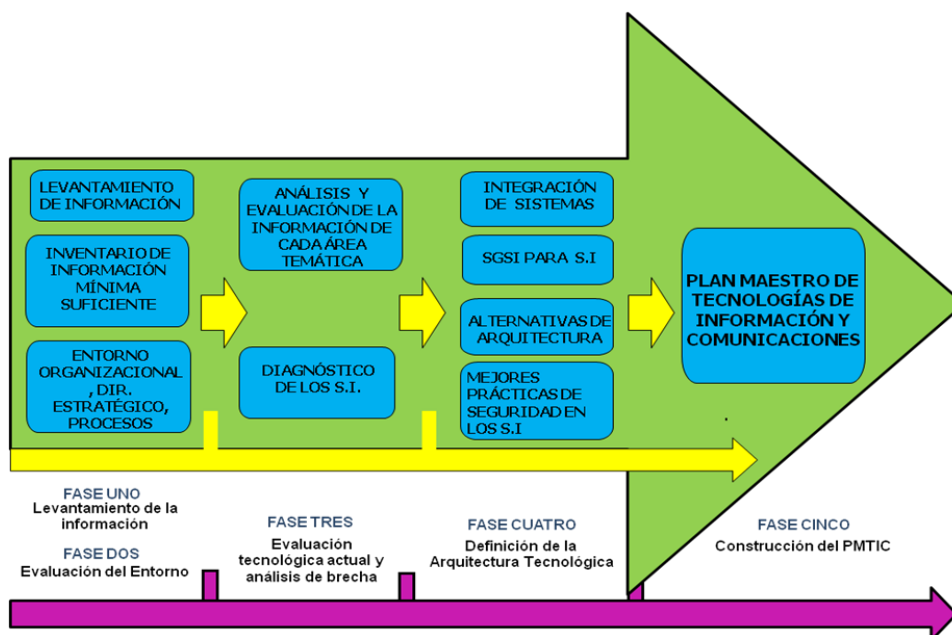 LEVANTAMIENTO
DE INFORMACIÓN
INVENTARIO DE
INFORMACIÓN
MÍNIMA
SUFICIENTE
ENTORNO
ORGANIZACIONAL
, DIR.
ESTRATÉGICO,
PROCESOS
ANÁLISIS Y
EVALUACIÓN DE LA
INFORMACIÓN DE
CADA ÁREA
TEMÁTICA
DIAGNÓSTICO
DE LOS S.I.
INTEGRACIÓN
DE SISTEMAS
SGSI PARA S.I
ALTERNATIVAS DE
ARQUITECTURA
MEJORES
PRÁCTICAS DE
SEGURIDAD EN
LOS S.I
PLAN MAESTRO DE
TECNOLOGÍAS DE
INFORMACIÓN Y
COMUNICACIONES
FASE UNO
Levantamiento de la
información
FASE DOS
Evaluación del Entorno
FASE TRES
Evaluación
tecnológica actual y
análisis de brecha
FASE CUATRO
Definición de la
Arquitectura Tecnológica
FASE CINCO
Construcción del PMTIC